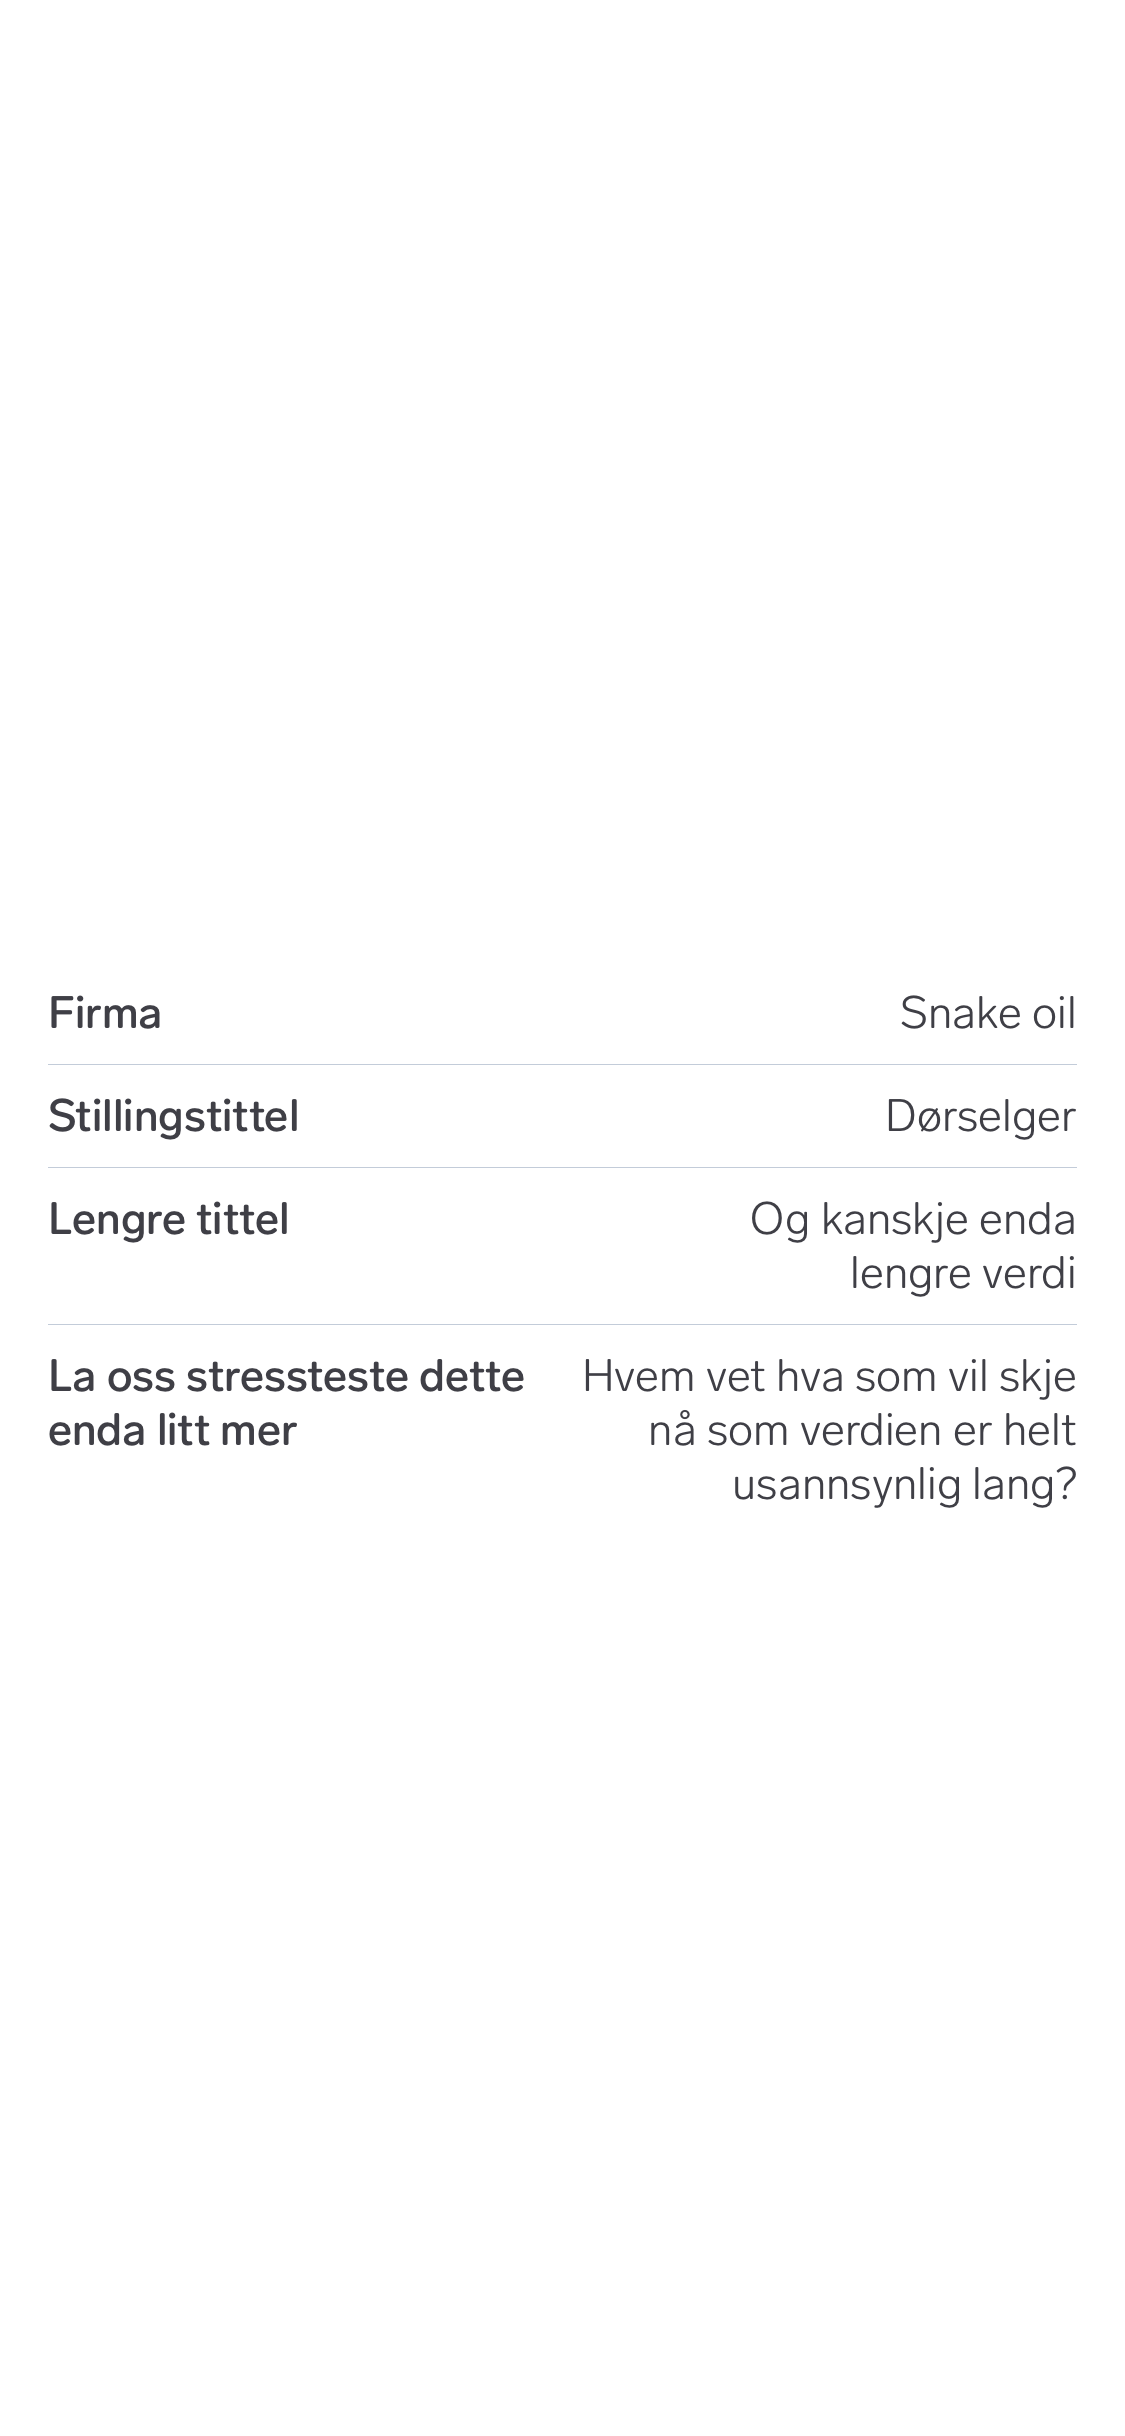 Firma Snake oil
Stillingstittel Dørselger
Lengre tittel Og kanskje enda
lengre verdi
La oss stressteste dette Hvem vet hva som vil skje
enda litt mer nå som verdien er helt
usannsynlig lang?